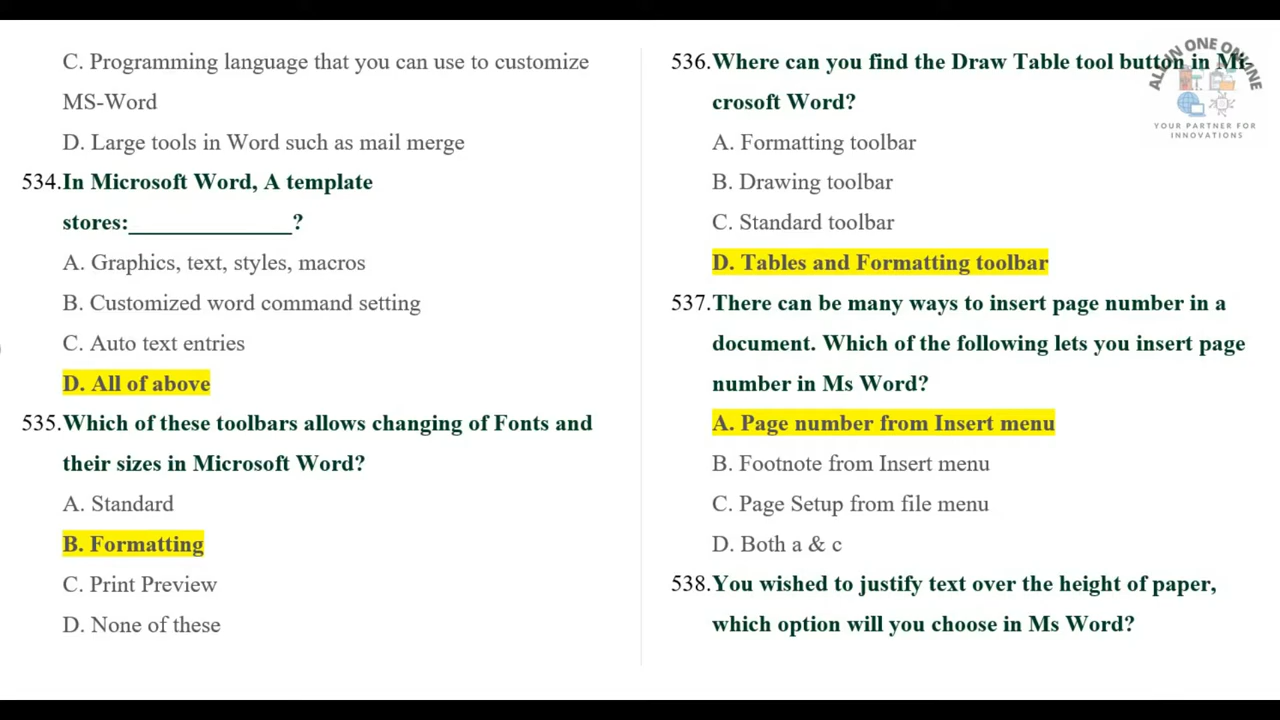 C. Programming language that you can use to customize
MS-Word
D. Large tools in Word such as mail merge
534.In Microsoft Word, A template
stores:______________?
A. Graphics, text, styles, macros
B. Customized word command setting
C. Auto text entries
D. All of above
535.Which of these toolbars allows changing of Fonts and
their sizes in Microsoft Word?
A. Standard
B. Formatting
C. Print Preview
D. None of these
536.Where can you find the Draw Table tool button in Mi-
crosoft Word?
A. Formatting toolbar
B. Drawing toolbar
C. Standard toolbar
D. Tables and Formatting toolbar
537.There can be many ways to insert page number in a
document. Which of the following lets you insert page
number in Ms Word?
A. Page number from Insert menu
B. Footnote from Insert menu
C. Page Setup from file menu
D. Both a & c
538.You wished to justify text over the height of paper,
which option will you choose in Ms Word?
ALL IN ONE ONLINE
YOUR PARTNER FOR
INNOVATIONS